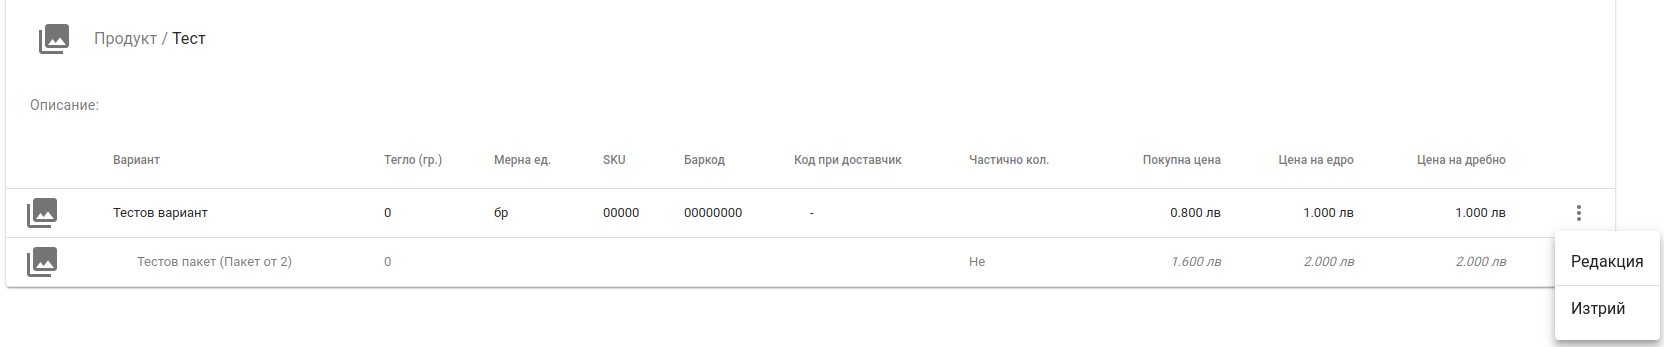 Продукт / Тест
Описание:
Вариант Тегло (гр.) Мерна ед. SKU Баркод Код при доставчик Частично кол. Покупна цена Цена на едро Цена на дребно
Тестов вариант 0 бр 00000 00000000 - 0.800 лв 1.000 лв 1.000 лв
Тестов пакет (Пакет от 2) 0 Не 1.600 лв 2.000 лв 2.000 лв
Редакция
Изтрий